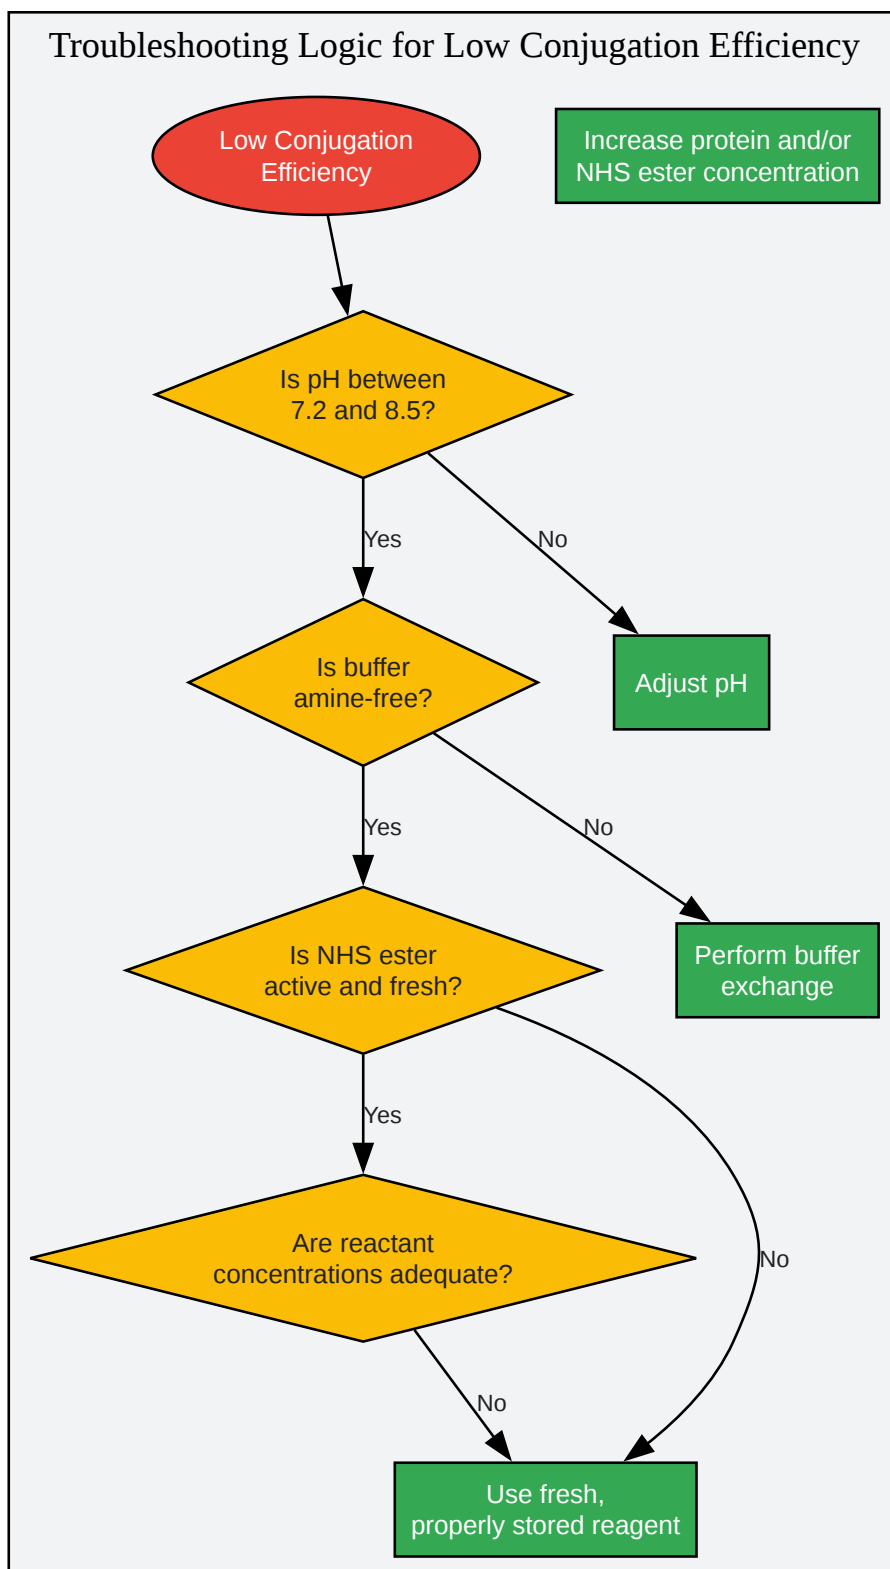 Troubleshooting Logic for Low Conjugation Efficiency
Low Conjugation
Efficiency
Increase protein and/or
NHS ester concentration
Is pH between
7.2 and 8.5?
Yes
No
Is buffer
amine-free?
Adjust pH
Yes
No
Is NHS ester
active and fresh?
Perform buffer
exchange
Yes
Are reactant
concentrations adequate?
No
No
Use fresh,
properly stored reagent